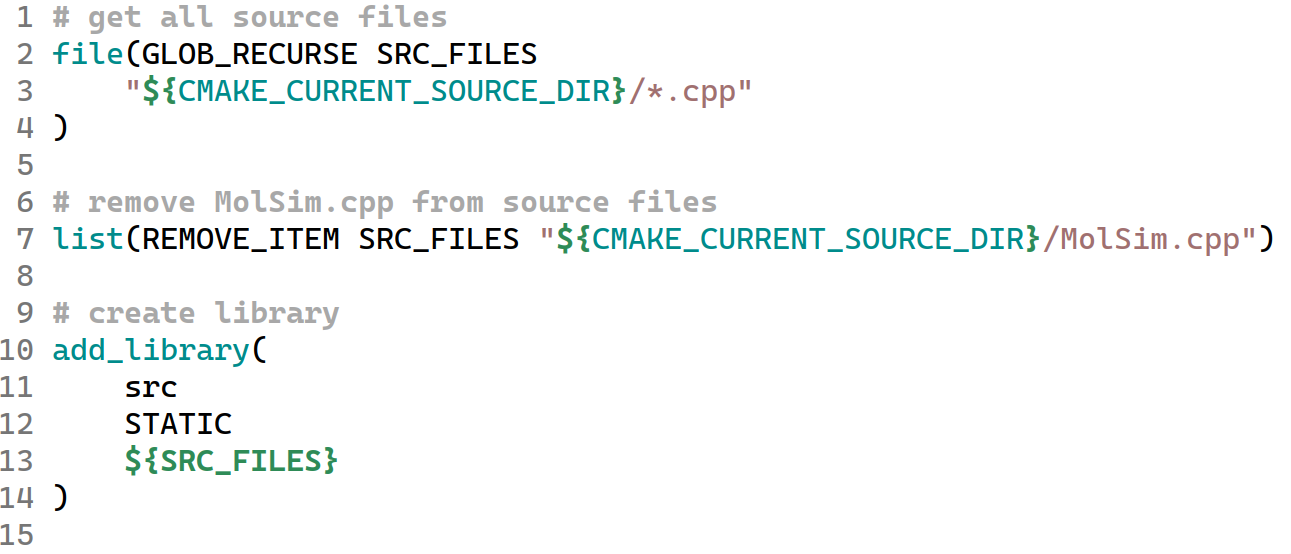 1 # get all source files
2 file(GLOB_RECURSE SRC_FILES
3     "${CMAKE_CURRENT_SOURCE_DIR}/*.cpp"
4 )
5
6 # remove MolSim.cpp from source files
7 list(REMOVE_ITEM SRC_FILES "${CMAKE_CURRENT_SOURCE_DIR}/MolSim.cpp")
8
9 # create library
10 add_library(
11     src
12     STATIC
13     ${SRC_FILES}
14 )
15